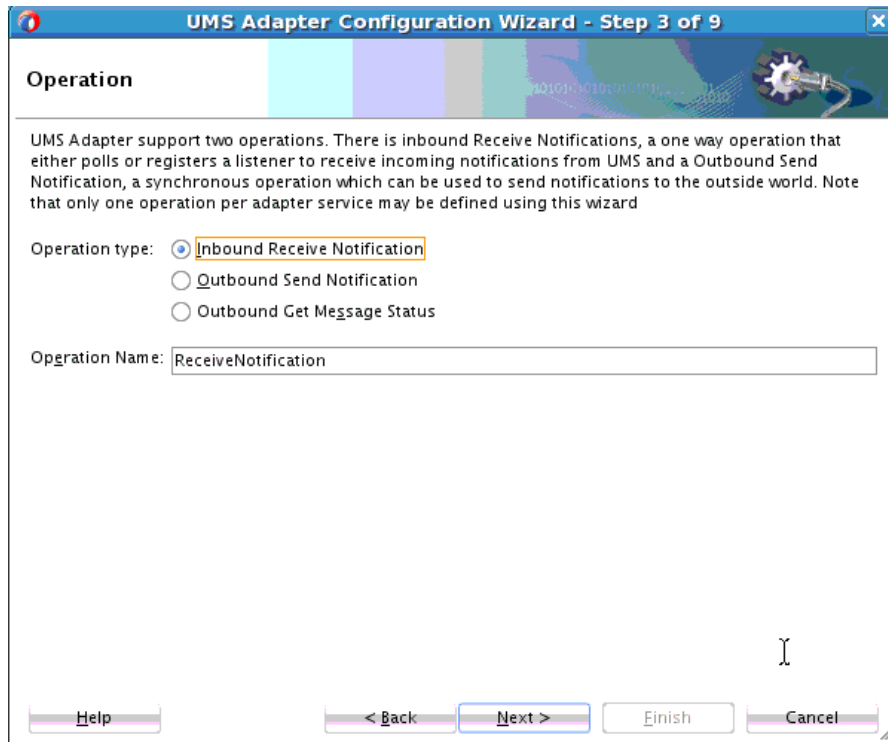 UMS Adapter Configuration Wizard - Step 3 of 9
Operation
UMS Adapter support two operations. There is inbound Receive Notifications, a one way operation that
either polls or registers a listener to receive incoming notifications from UMS and a Outbound Send
Notification, a synchronous operation which can be used to send notifications to the outside world. Note
that only one operation per adapter service may be defined using this wizard
Operation type: Inbound Receive Notification
Outbound Send Notification
Outbound Get Message Status
Operation Name: ReceiveNotification
Help < Back Next > Finish Cancel